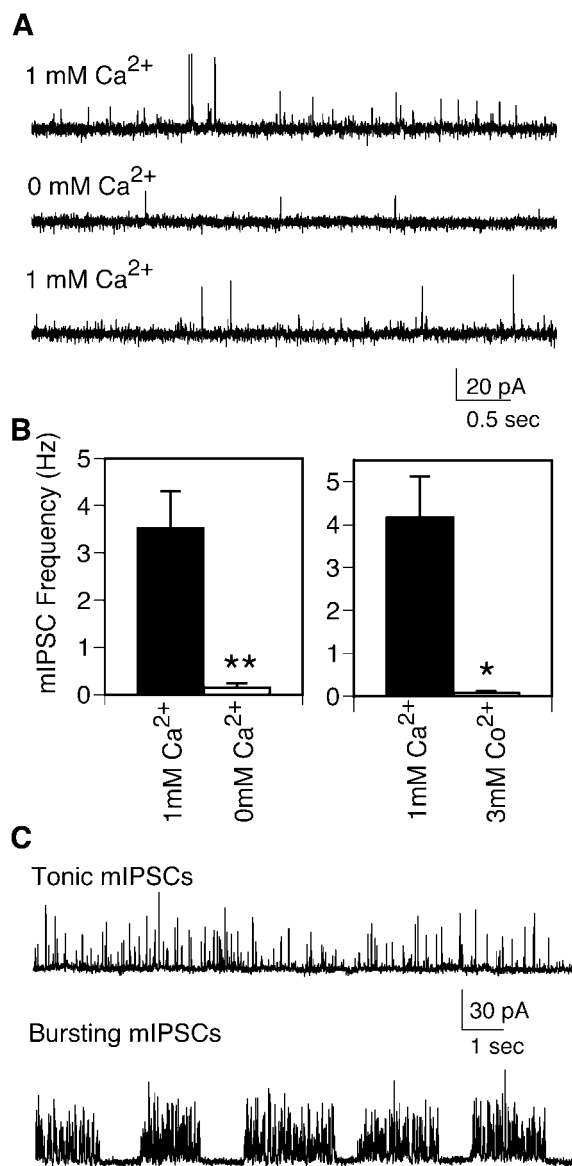 A
1 mM Ca²⁺
0 mM Ca²⁺
1 mM Ca²⁺
20 pA
0.5 sec
B
mIPSC Frequency (Hz)
5
4
3
2
1
0
**
1mM Ca²⁺
0mM Ca²⁺
5
4
3
2
1
0
*
1mM Ca²⁺
3mM Co²⁺
C
Tonic mIPSCs
30 pA
1 sec
Bursting mIPSCs